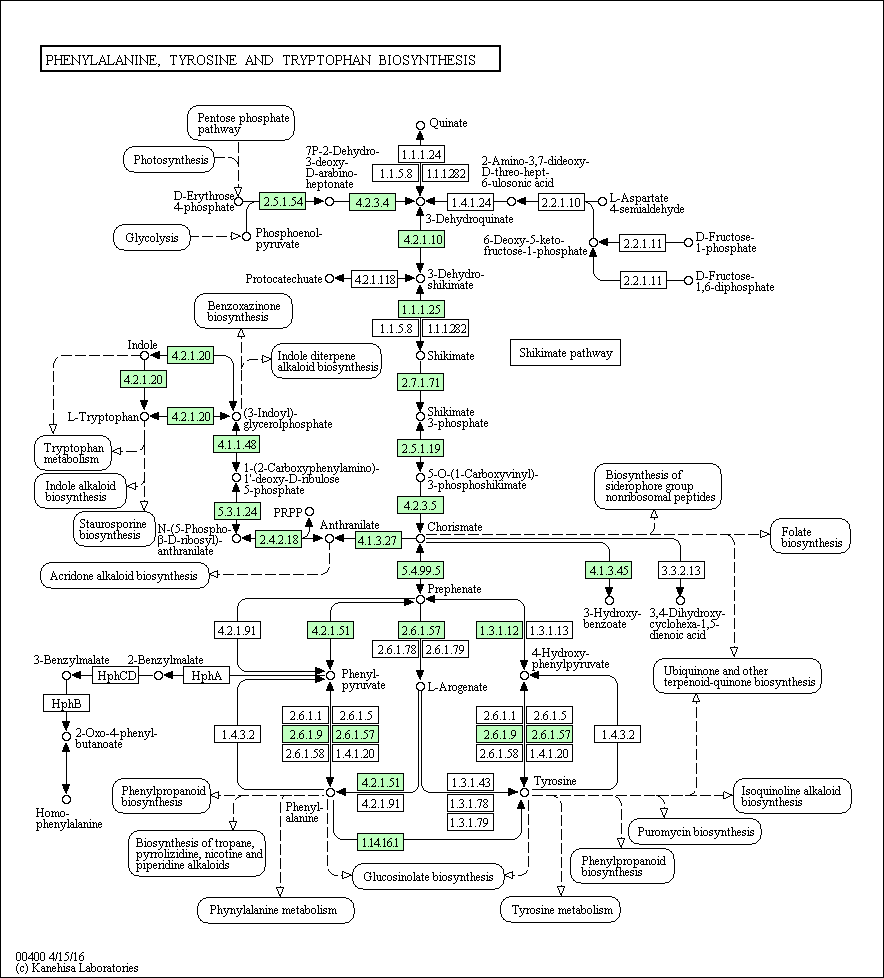 PHENYLALANINE, TYROSINE AND TRYPTOPHAN BIOSYNTHESIS
Pentose phosphate
pathway
Photosynthesis
Quinate
7P-2-Dehydro-
3-deoxy-
D-arabino-
heptonate
1.1.1.24
1.1.5.8
1.1.1.282
2-Amino-3,7-dideoxy-
D-threo-hept-
6-ulosonic acid
D-Erythrose
4-phosphate
2.5.1.54
4.2.3.4
1.4.1.24
2.2.1.10
L-Aspartate
4-semialdehyde
3-Dehydroquinate
Glycolysis
Phosphoenol-
pyruvate
4.2.1.10
6-Deoxy-5-keto-
fructose-1-phosphate
2.2.1.11
D-Fructose-
1-phosphate
Protocatechuate
4.2.1.118
3-Dehydro-
shikimate
2.2.1.11
D-Fructose-
1,6-diphosphate
Benzoxazinone
biosynthesis
1.1.1.25
1.1.5.8
1.1.1.282
Indole
4.2.1.20
Indole diterpene
alkaloid biosynthesis
Shikimate
Shikimate pathway
4.2.1.20
2.7.1.71
L-Tryptophan
4.2.1.20
(3-Indoyl)-
glycerolphosphate
Shikimate
3-phosphate
Tryptophan
metabolism
4.1.1.48
2.5.1.19
Indole alkaloid
biosynthesis
1-(2-Carboxyphenylamino)-
1'-deoxy-D-ribulose
5-phosphate
5-O-(1-Carboxyvinyl)-
3-phosphoshikimate
Biosynthesis of
siderophore group
nonribosomal peptides
Staurosporine
biosynthesis
5.3.1.24
PRPP
4.2.3.5
N-(5-Phospho-
β-D-ribosyl)-
anthranilate
2.4.2.18
Anthranilate
4.1.3.27
Chorismate
Folate
biosynthesis
Acridone alkaloid biosynthesis
5.4.99.5
4.1.3.45
3.3.2.13
Prephenate
3-Hydroxy-
benzoate
3,4-Dihydroxy-
cyclohexa-1,5-
dienoic acid
4.2.1.91
4.2.1.51
2.6.1.57
1.3.1.12
1.3.1.13
2.6.1.78
2.6.1.79
3-Benzylmalate
2-Benzylmalate
HphCD
HphA
Phenyl-
pyruvate
4-Hydroxy-
phenylpyruvate
Ubiquinone and other
terpenoid-quinone biosynthesis
L-Arogenate
HphB
2-Oxo-4-phenyl-
butanoate
1.4.3.2
2.6.1.1
2.6.1.5
2.6.1.9
2.6.1.57
2.6.1.58
1.4.1.20
2.6.1.1
2.6.1.5
2.6.1.9
2.6.1.57
2.6.1.58
1.4.1.20
1.4.3.2
Homo-
phenylalanine
Phenylpropanoid
biosynthesis
Phenyl-
alanine
4.2.1.51
4.2.1.91
1.3.1.43
1.3.1.78
1.3.1.79
Tyrosine
Isoquinoline alkaloid
biosynthesis
Puromycin biosynthesis
Biosynthesis of tropane,
pyrrolizidine, nicotine and
piperidine alkaloids
1.14.16.1
Phenylpropanoid
biosynthesis
Glucosinolate biosynthesis
Phynylalanine metabolism
Tyrosine metabolism
00400 4/15/16
(c) Kanehisa Laboratories